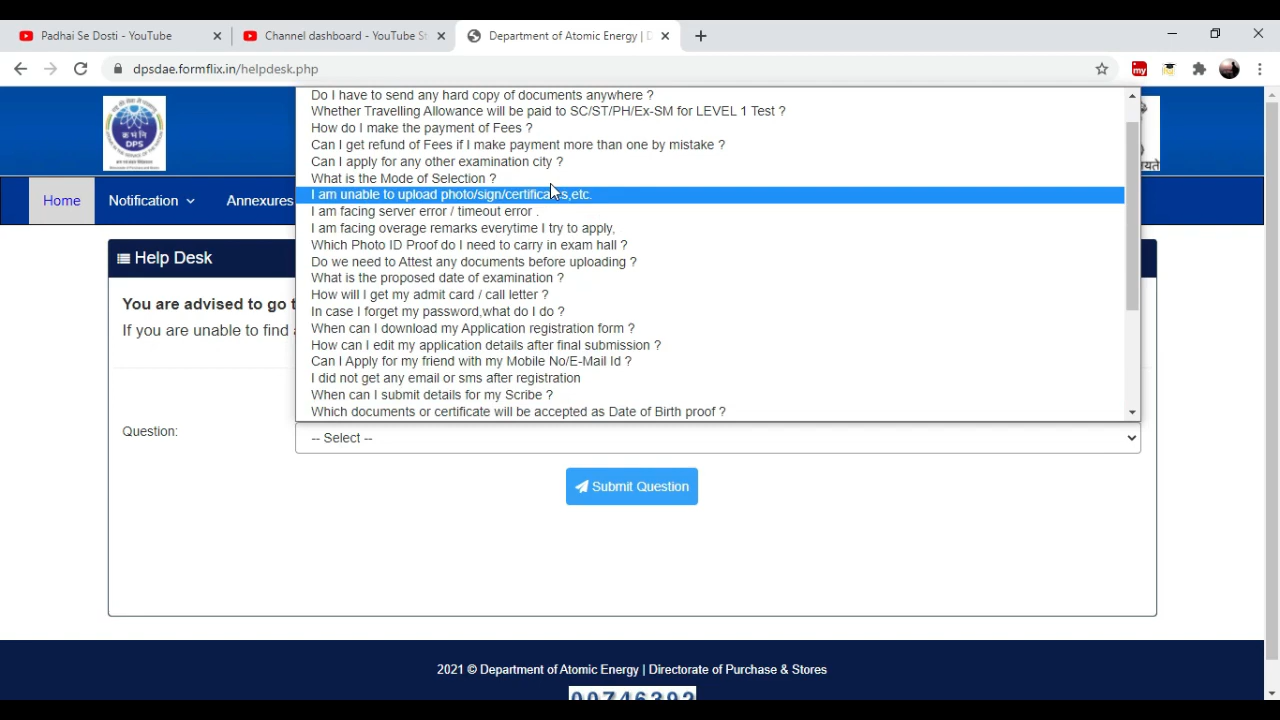 Padhai Se Dosti - YouTube
Channel dashboard - YouTube St
Department of Atomic Energy | D
dpsdae.formflix.in/helpdesk.php
my
DPS
Home
Notification
Annexures
Do I have to send any hard copy of documents anywhere ?
Whether Travelling Allowance will be paid to SC/ST/PH/Ex-SM for LEVEL 1 Test ?
How do I make the payment of Fees ?
Can I get refund of Fees if I make payment more than one by mistake ?
Can I apply for any other examination city ?
What is the Mode of Selection ?
I am unable to upload photo/sign/certificates,etc.
I am facing server error / timeout error .
I am facing overage remarks everytime I try to apply,
Which Photo ID Proof do I need to carry in exam hall ?
Do we need to Attest any documents before uploading ?
What is the proposed date of examination ?
How will I get my admit card / call letter ?
In case I forget my password,what do I do ?
When can I download my Application registration form ?
How can I edit my application details after final submission ?
Can I Apply for my friend with my Mobile No/E-Mail Id ?
I did not get any email or sms after registration
When can I submit details for my Scribe ?
Which documents or certificate will be accepted as Date of Birth proof ?
Help Desk
You are advised to go t
If you are unable to find
Question:
-- Select --
Submit Question
2021 © Department of Atomic Energy | Directorate of Purchase & Stores
00746392